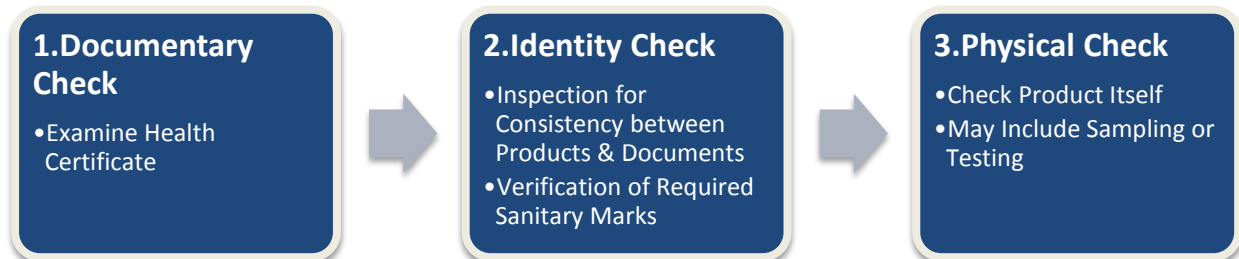 1.Documentary
Check
•Examine Health
Certificate
2.Identity Check
•Inspection for
Consistency between
Products & Documents
•Verification of Required
Sanitary Marks
3.Physical Check
•Check Product Itself
•May Include Sampling or
Testing